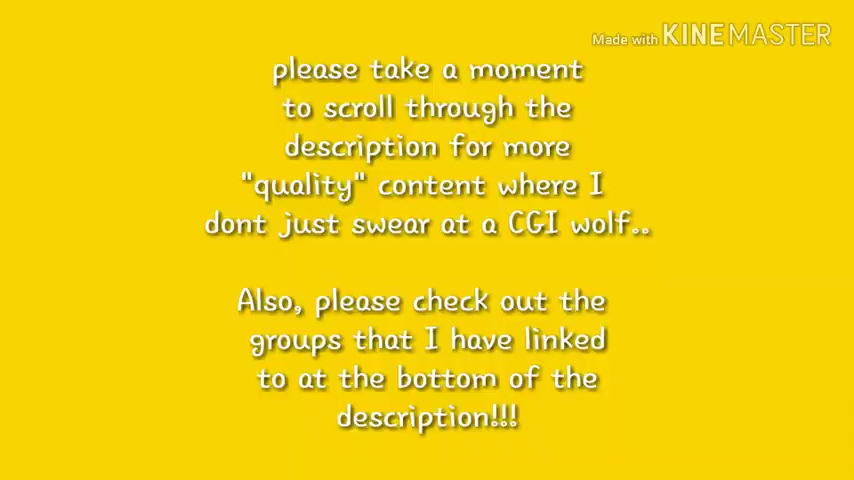 Made with KINEMASTER
please take a moment
to scroll through the
description for more
"quality" content where I
dont just swear at a CGI wolf..
Also, please check out the
groups that I have linked
to at the bottom of the
description!!!